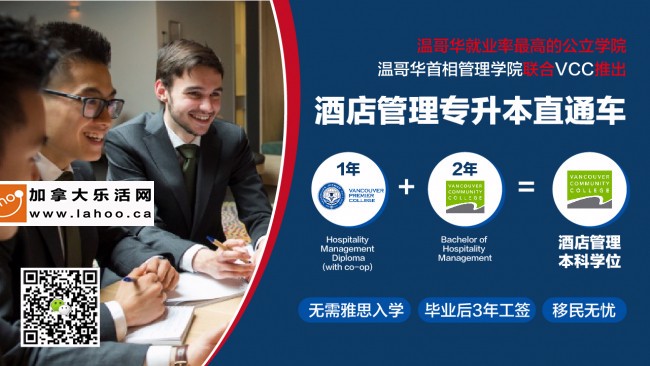 温哥华就业率最高的公立学院
温哥华首相管理学院联合VCC推出
酒店管理专升本直通车
1年
VANCOUVER
PREMIER
COLLEGE
+
2年
VANCOUVER
COMMUNITY
COLLEGE
=
VANCOUVER
COMMUNITY
COLLEGE
Hospitality
Management
Diploma
(with co-op)
Bachelor of
Hospitality
Management
酒店管理
本科学位
无需雅思入学
毕业后3年工签
移民无忧
加拿大乐活网
www.lahoo.ca